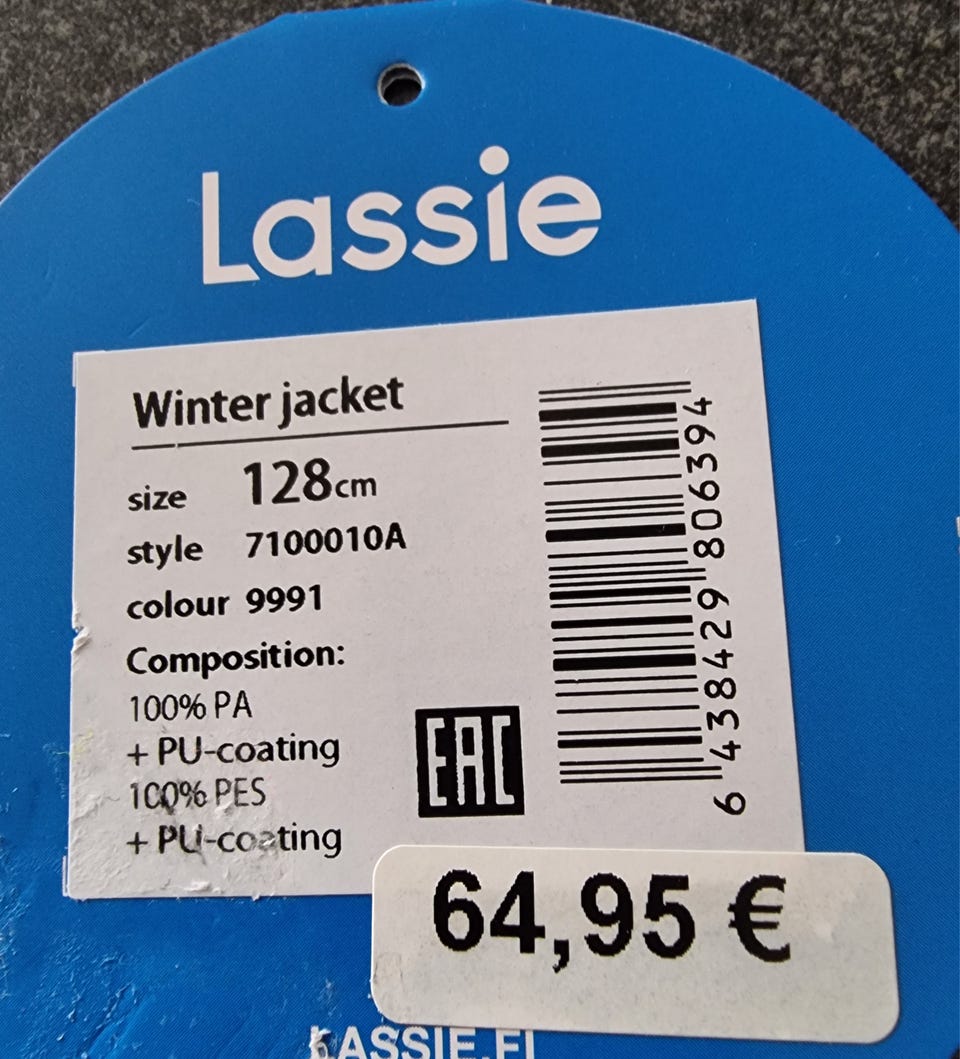 Lassie
Winter jacket
size 128cm
style 7100010A
colour 9991
Composition:
100% PA
+ PU-coating
100% PES
+ PU-coating
EAC
6 438429 806394
64,95 €
LASSIE.FI